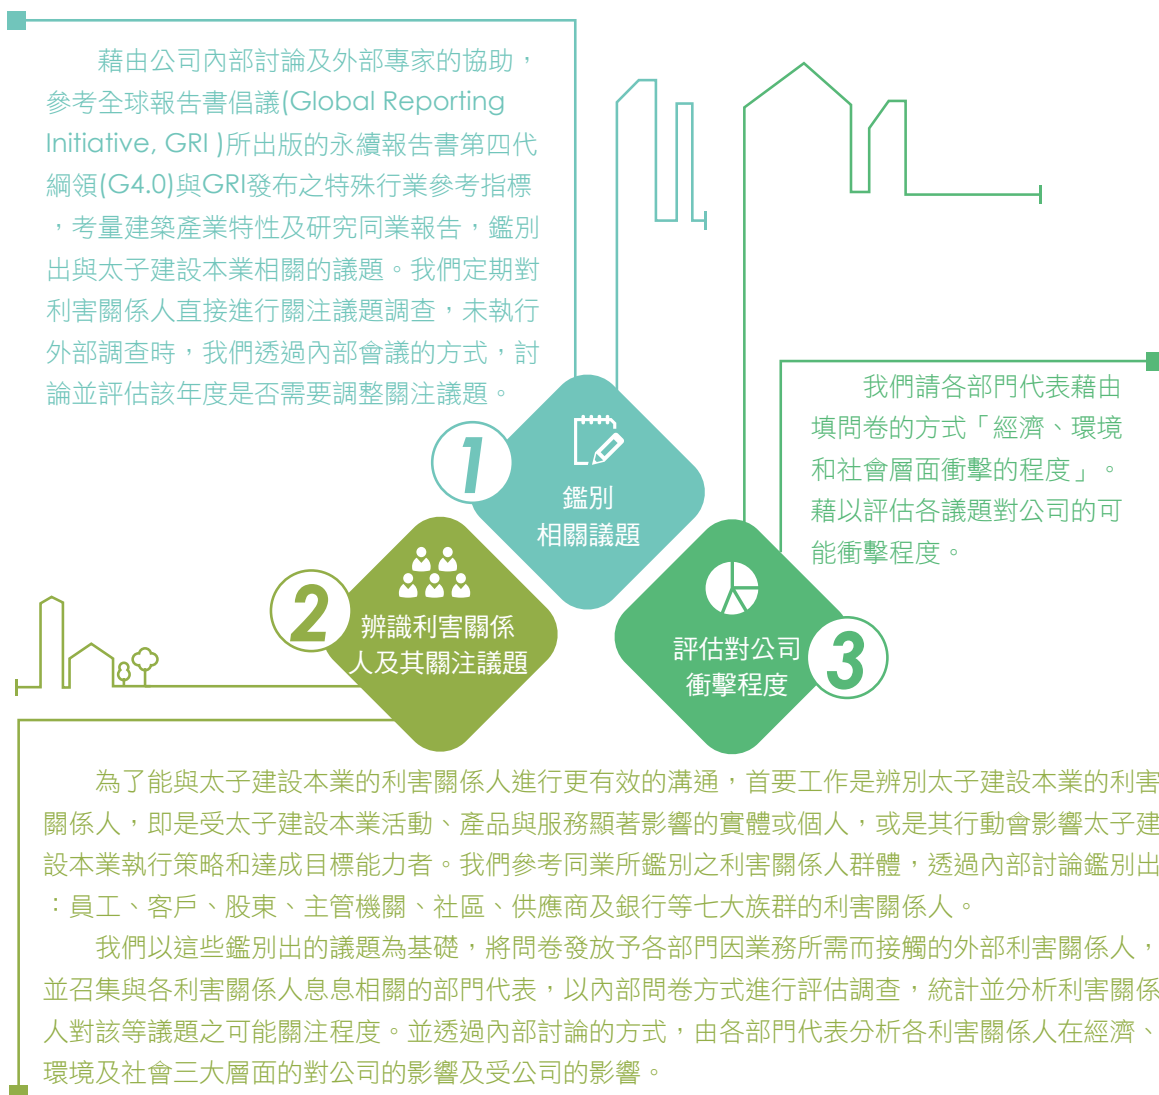 藉由公司內部討論及外部專家的協助，
參考全球報告書倡議(Global Reporting
Initiative, GRI )所出版的永續報告書第四代
綱領(G4.0)與GRI發布之特殊行業參考指標
，考量建築產業特性及研究同業報告，鑑別
出與太子建設本業相關的議題。我們定期對
利害關係人直接進行關注議題調查，未執行
外部調查時，我們透過內部會議的方式，討
論並評估該年度是否需要調整關注議題。
1
鑑別
相關議題
2
辨識利害關係
人及其關注議題
我們請各部門代表藉由
填問卷的方式「經濟、環境
和社會層面衝擊的程度」。
藉以評估各議題對公司的可
能衝擊程度。
評估對公司
衝擊程度
3
為了能與太子建設本業的利害關係人進行更有效的溝通，首要工作是辨別太子建設本業的利害
關係人，即是受太子建設本業活動、產品與服務顯著影響的實體或個人，或是其行動會影響太子建
設本業執行策略和達成目標能力者。我們參考同業所鑑別之利害關係人群體，透過內部討論鑑別出
：員工、客戶、股東、主管機關、社區、供應商及銀行等七大族群的利害關係人。
我們以這些鑑別出的議題為基礎，將問卷發放予各部門因業務所需而接觸的外部利害關係人，
並召集與各利害關係人息息相關的部門代表，以內部問卷方式進行評估調查，統計並分析利害關係
人對該等議題之可能關注程度。並透過內部討論的方式，由各部門代表分析各利害關係人在經濟、
環境及社會三大層面的對公司的影響及受公司的影響。